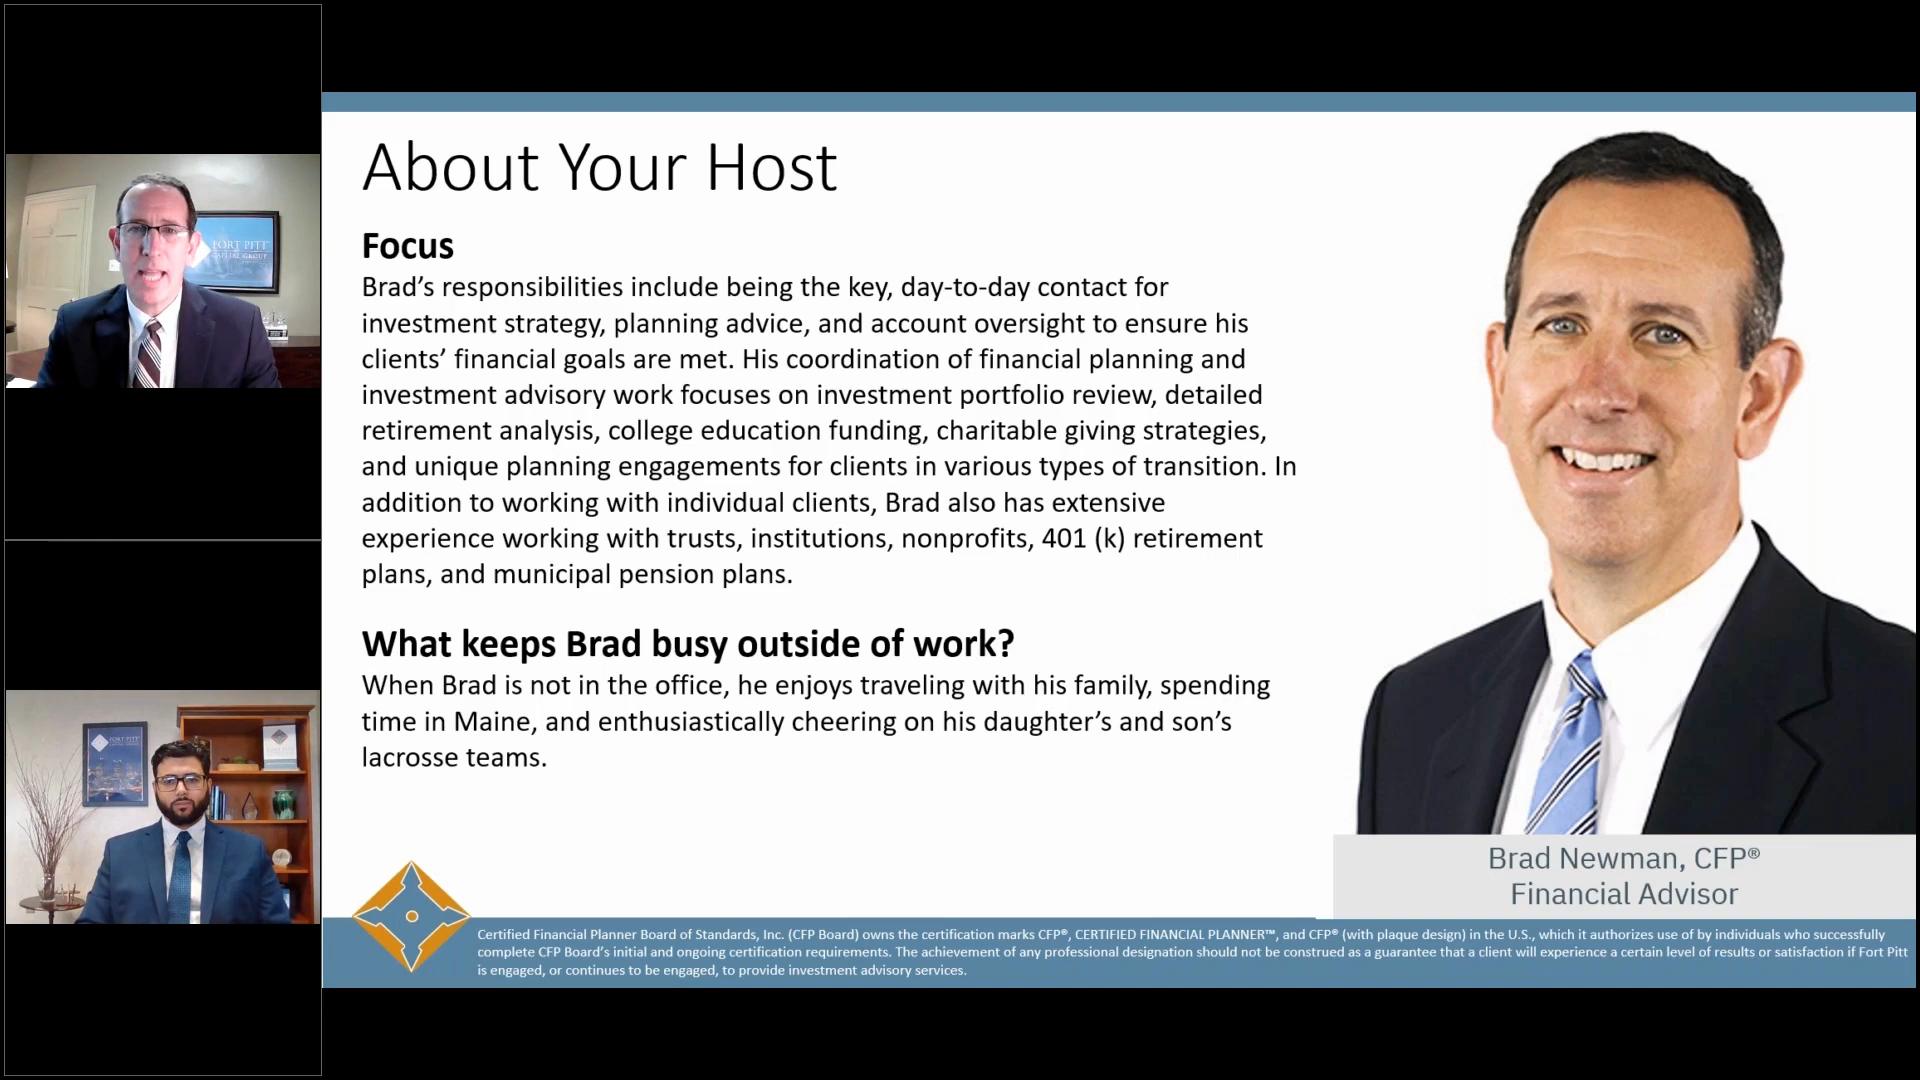 FORT PITT
CAPITAL GROUP
FORT PITT
About Your Host
Focus
Brad’s responsibilities include being the key, day-to-day contact for
investment strategy, planning advice, and account oversight to ensure his
clients’ financial goals are met. His coordination of financial planning and
investment advisory work focuses on investment portfolio review, detailed
retirement analysis, college education funding, charitable giving strategies,
and unique planning engagements for clients in various types of transition. In
addition to working with individual clients, Brad also has extensive
experience working with trusts, institutions, nonprofits, 401 (k) retirement
plans, and municipal pension plans.
What keeps Brad busy outside of work?
When Brad is not in the office, he enjoys traveling with his family, spending
time in Maine, and enthusiastically cheering on his daughter’s and son’s
lacrosse teams.
Brad Newman, CFP®
Financial Advisor
Certified Financial Planner Board of Standards, Inc. (CFP Board) owns the certification marks CFP®, CERTIFIED FINANCIAL PLANNER™, and CFP® (with plaque design) in the U.S., which it authorizes use of by individuals who successfully
complete CFP Board’s initial and ongoing certification requirements. The achievement of any professional designation should not be construed as a guarantee that a client will experience a certain level of results or satisfaction if Fort Pitt
is engaged, or continues to be engaged, to provide investment advisory services.